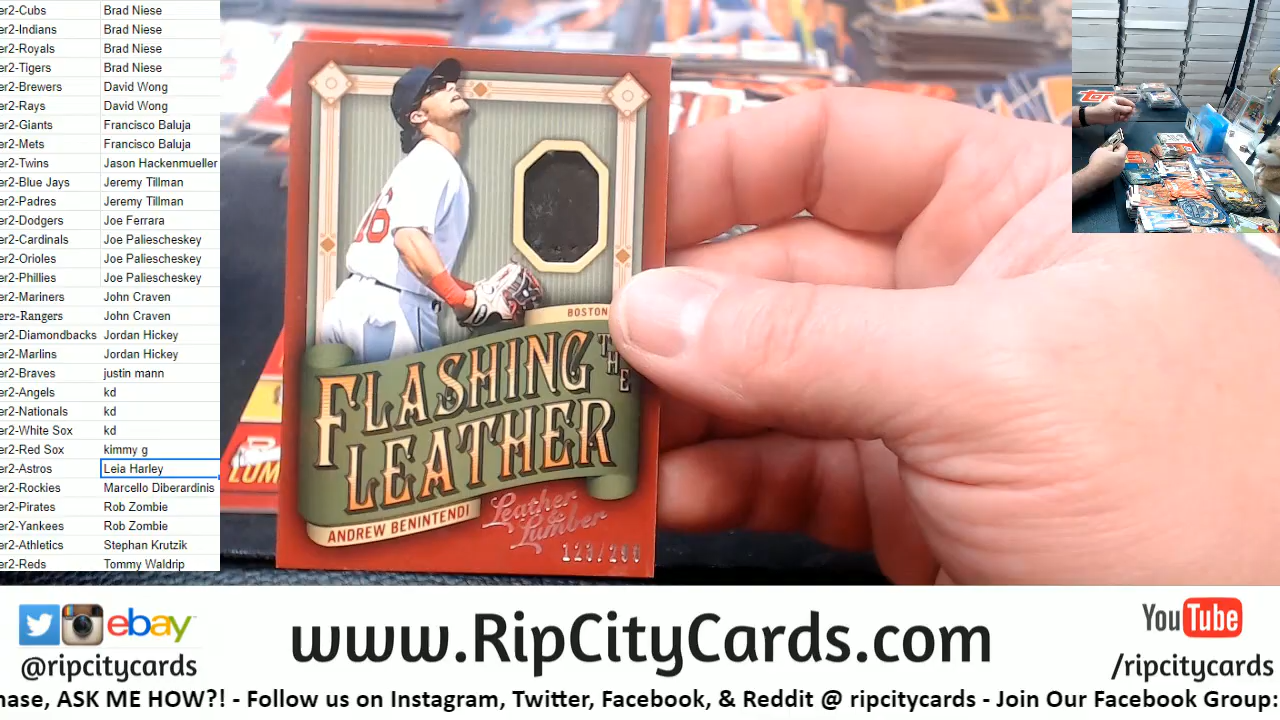 er2-Cubs Brad Niese
er2-Indians Brad Niese
er2-Royals Brad Niese
er2-Tigers Brad Niese
er2-Brewers David Wong
er2-Rays David Wong
er2-Giants Francisco Baluja
er2-Mets Francisco Baluja
er2-Twins Jason Hackenmueller
er2-Blue Jays Jeremy Tillman
er2-Padres Jeremy Tillman
er2-Dodgers Joe Ferrara
er2-Cardinals Joe Paliescheskey
er2-Orioles Joe Paliescheskey
er2-Phillies Joe Paliescheskey
er2-Mariners John Craven
er2-Rangers John Craven
er2-Diamondbacks Jordan Hickey
er2-Marlins Jordan Hickey
er2-Braves justin mann
er2-Angels kd
er2-Nationals kd
er2-White Sox kd
er2-Red Sox kimmy g
er2-Astros Leia Harley
er2-Rockies Marcello Diberardinis
er2-Pirates Rob Zombie
er2-Yankees Rob Zombie
er2-Athletics Stephan Krutzik
er2-Reds Tommy Waldrip
16
BOSTON
FLASHING THE
LEATHER
ANDREW BENINTENDI
Leather &
Lumber
LUM
ebay
@ripcitycards
www.RipCityCards.com
YouTube
/ripcitycards
hase, ASK ME HOW?! - Follow us on Instagram, Twitter, Facebook, & Reddit @ ripcitycards - Join Our Facebook Group: